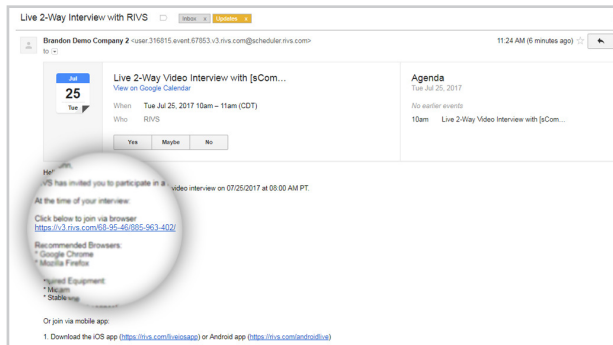 Live 2-Way Interview with RIVS Inbox x Updates x
Brandon Demo Company 2 <user.316815.event.67853.v3.rivs.com@scheduler.rivs.com> 11:24 AM (6 minutes ago)
to
Jul
25
Tue
Live 2-Way Video Interview with [sCom...
View on Google Calendar
When Tue Jul 25, 2017 10am – 11am (CDT)
Who RIVS
Yes Maybe No
Agenda
Tue Jul 25, 2017
No earlier events
10am Live 2-Way Video Interview with [sCom...
has invited you to participate in a video interview on 07/25/2017 at 08:00 AM PT.
At the time of your interview:
Click below to join via browser
https://v3.rivs.com/68-95-46/885-963-402/
Recommended Browsers:
* Google Chrome
* Mozilla Firefox
Equipment:
* Stable
Or join via mobile app:
1. Download the iOS app (https://rivs.com/liveiosapp) or Android app (https://rivs.com/androidlive)